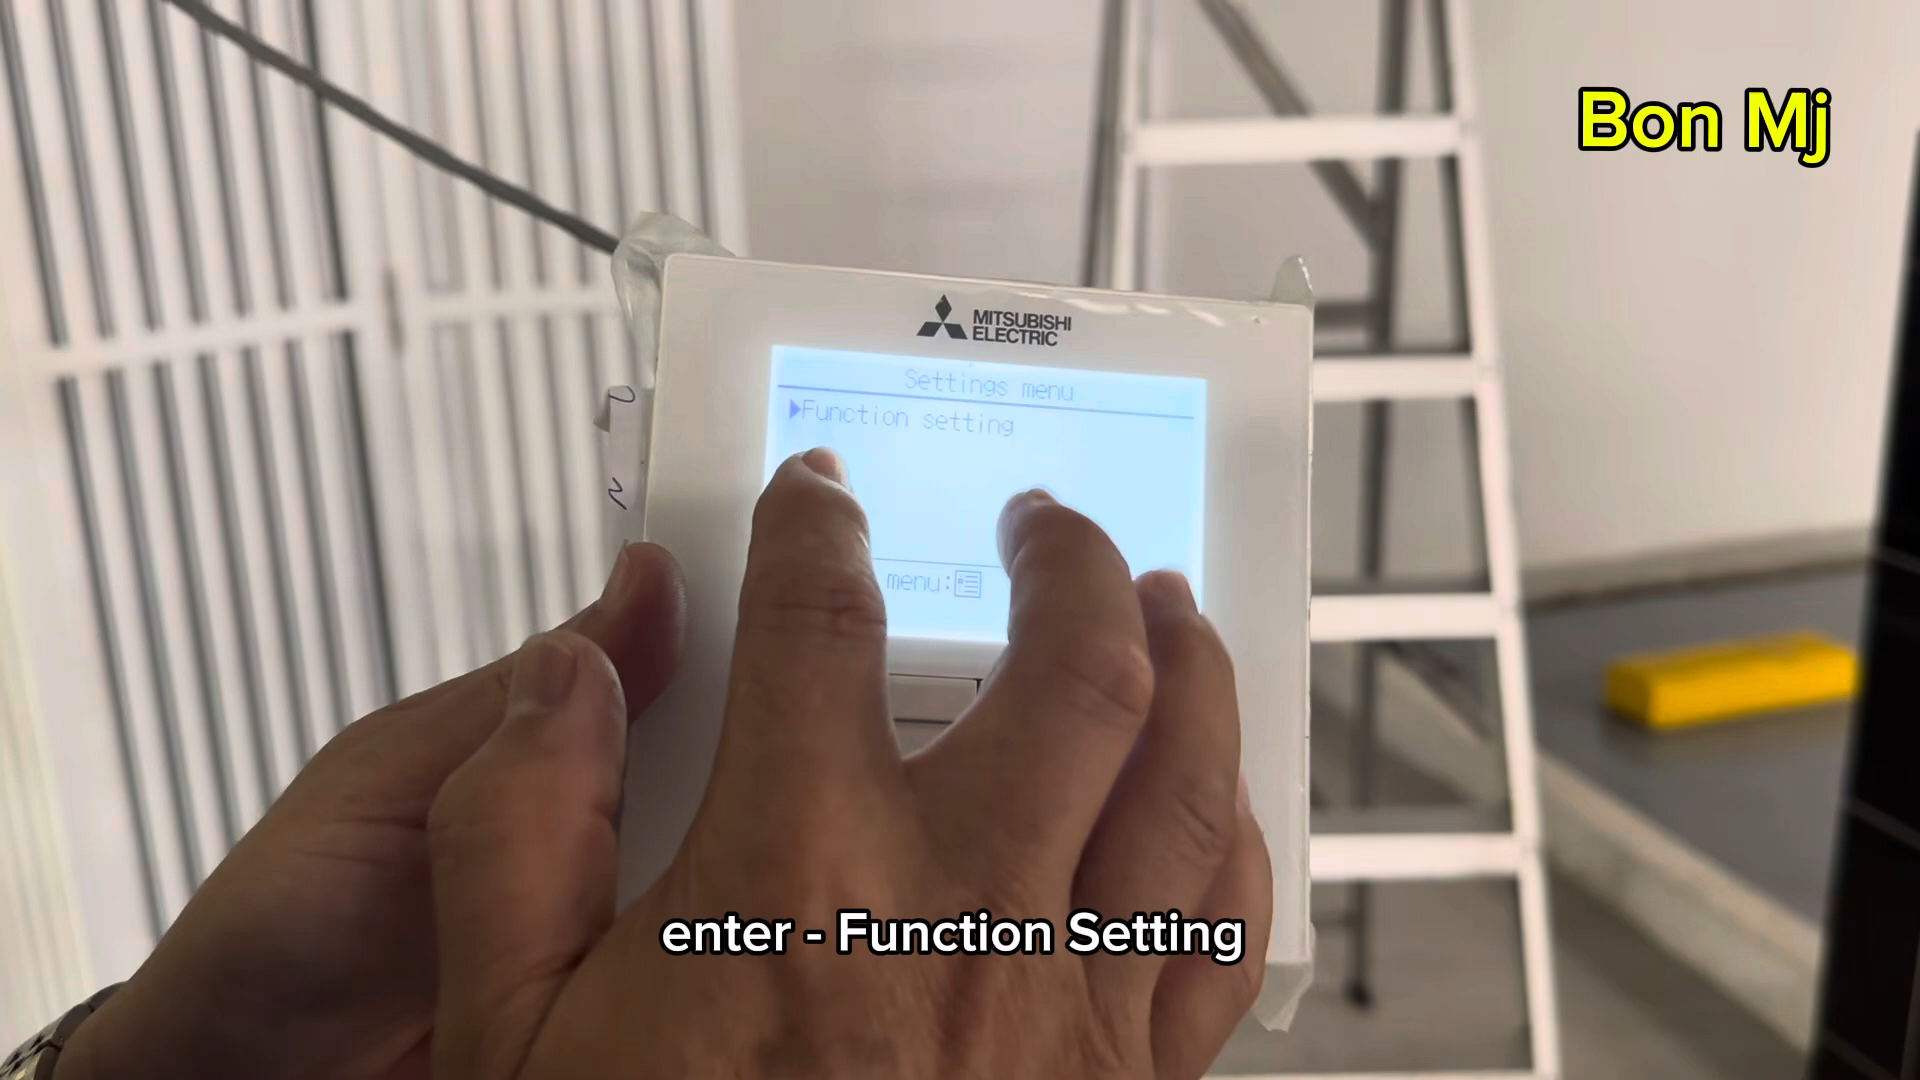 Bon Mj
MITSUBISHI
ELECTRIC
Settings menu
Function setting
menu:
enter - Function Setting